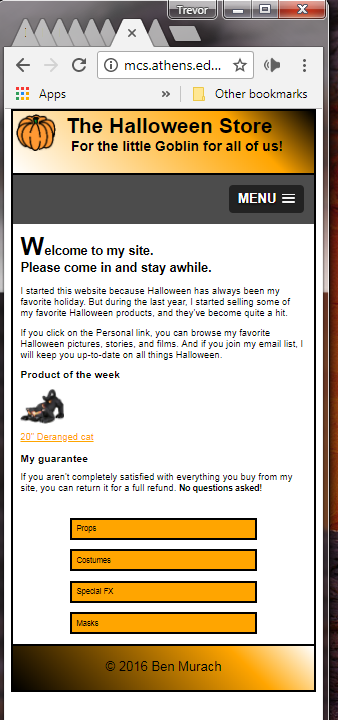 Trevor
mcs.athens.ed...
Apps
»
Other bookmarks
The Halloween Store
For the little Goblin for all of us!
MENU
Welcome to my site.
Please come in and stay awhile.
I started this website because Halloween has always been my
favorite holiday. But during the last year, I started selling some of
my favorite Halloween products, and they've become quite a hit.
If you click on the Personal link, you can browse my favorite
Halloween pictures, stories, and films. And if you join my email list, I
will keep you up-to-date on all things Halloween.
Product of the week
20" Deranged cat
My guarantee
If you aren't completely satisfied with everything you buy from my
site, you can return it for a full refund. No questions asked!
Props
Costumes
Special FX
Masks
© 2016 Ben Murach